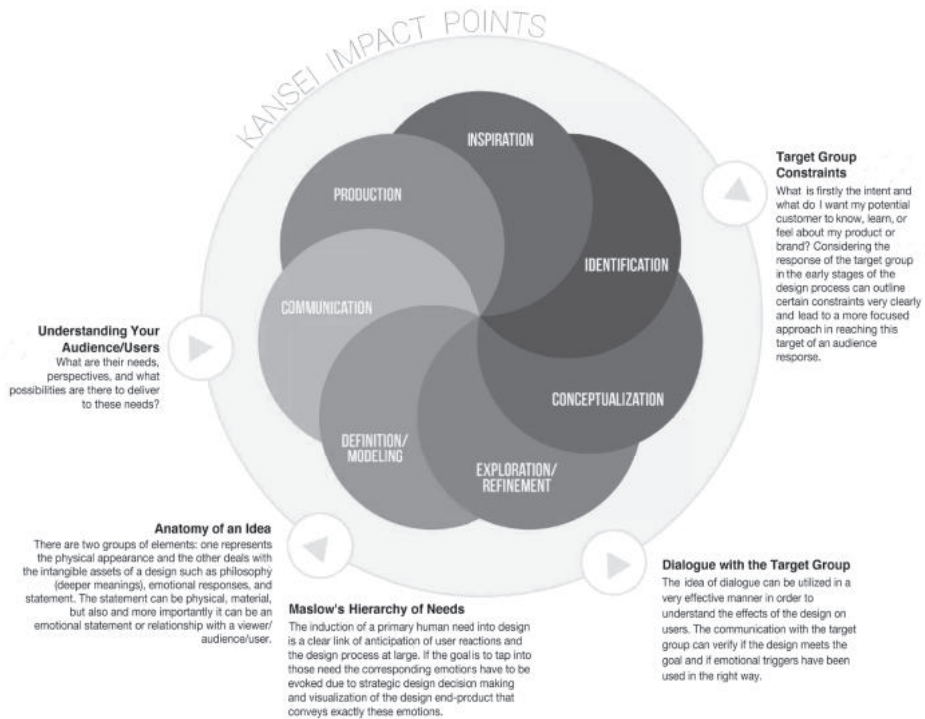 KANSEI IMPACT POINTS
INSPIRATION
PRODUCTION
IDENTIFICATION
COMMUNICATION
CONCEPTUALIZATION
DEFINITION/
MODELING
EXPLORATION/
REFINEMENT
Target Group
Constraints
What is firstly the intent and
what do I want my potential
customer to know, learn, or
feel about my product or
brand? Considering the
response of the target group
in the early stages of the
design process can outline
certain constraints very clearly
and lead to a more focused
approach in reaching this
target of an audience
response.
Understanding Your
Audience/Users
What are their needs,
perspectives, and what
possibilities are there to deliver
to these needs?
Anatomy of an Idea
There are two groups of elements: one represents
the physical appearance and the other deals with
the intangible assets of a design such as philosophy
(deeper meanings), emotional responses, and
statement. The statement can be physical, material,
but also and more importantly it can be an
emotional statement or relationship with a viewer/
audience/user.
Maslow's Hierarchy of Needs
The induction of a primary human need into design
is a clear link of anticipation of user reactions and
the design process at large. If the goal is to tap into
those need the corresponding emotions have to be
evoked due to strategic design decision making
and visualization of the design end-product that
conveys exactly these emotions.
Dialogue with the Target Group
The idea of dialogue can be utilized in a
very effective manner in order to
understand the effects of the design on
users. The communication with the target
group can verify if the design meets the
goal and if emotional triggers have been
used in the right way.